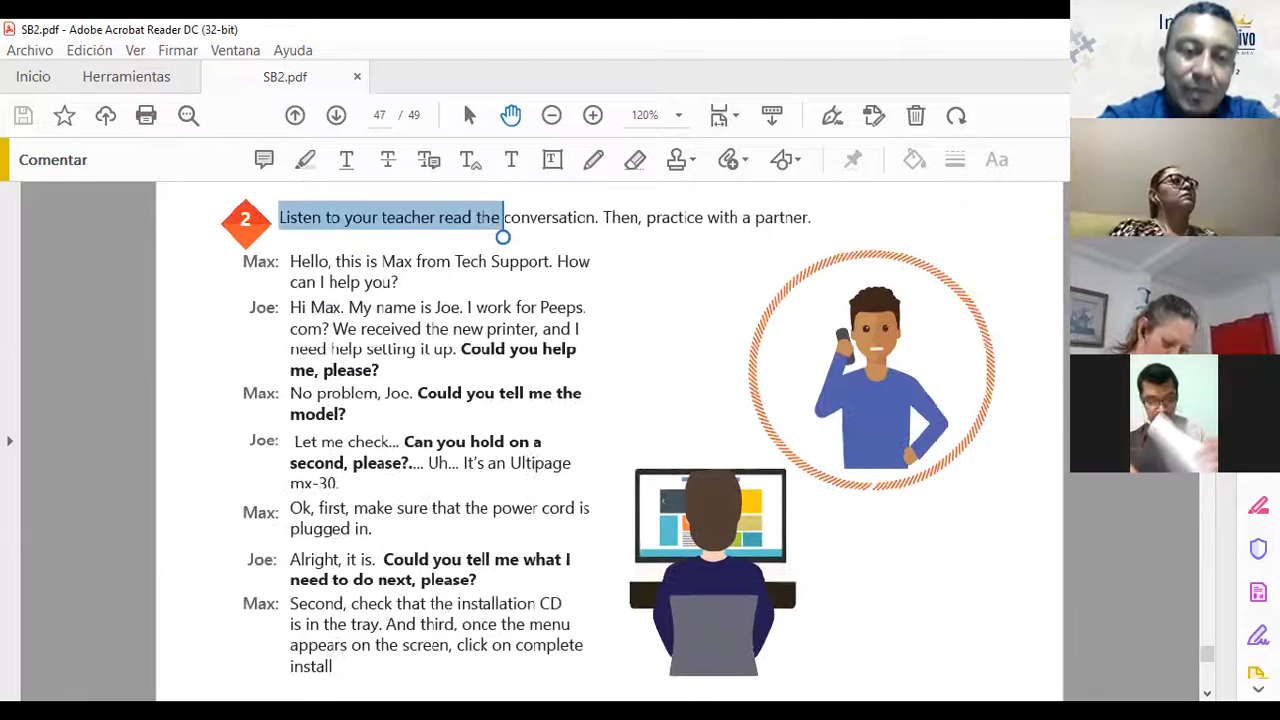 SB2.pdf - Adobe Acrobat Reader DC (32-bit)
Archivo Edición Ver Firmar Ventana Ayuda
Inicio Herramientas SB2.pdf ×
47 / 49 120%
Comentar
Aa
2 Listen to your teacher read the conversation. Then, practice with a partner.
Max: Hello, this is Max from Tech Support. How
can I help you?
Joe: Hi Max. My name is Joe. I work for Peeps.
com? We received the new printer, and I
need help setting it up. Could you help
me, please?
Max: No problem, Joe. Could you tell me the
model?
Joe: Let me check... Can you hold on a
second, please?.... Uh... It's an Ultipage
mx-30.
Max: Ok, first, make sure that the power cord is
plugged in.
Joe: Alright, it is. Could you tell me what I
need to do next, please?
Max: Second, check that the installation CD
is in the tray. And third, once the menu
appears on the screen, click on complete
install